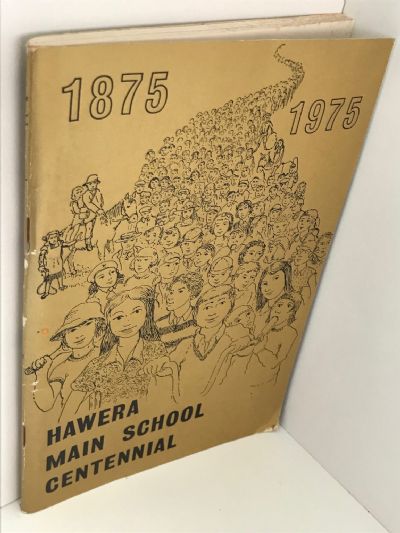 1875
1975
HAWERA
MAIN SCHOOL
CENTENNIAL